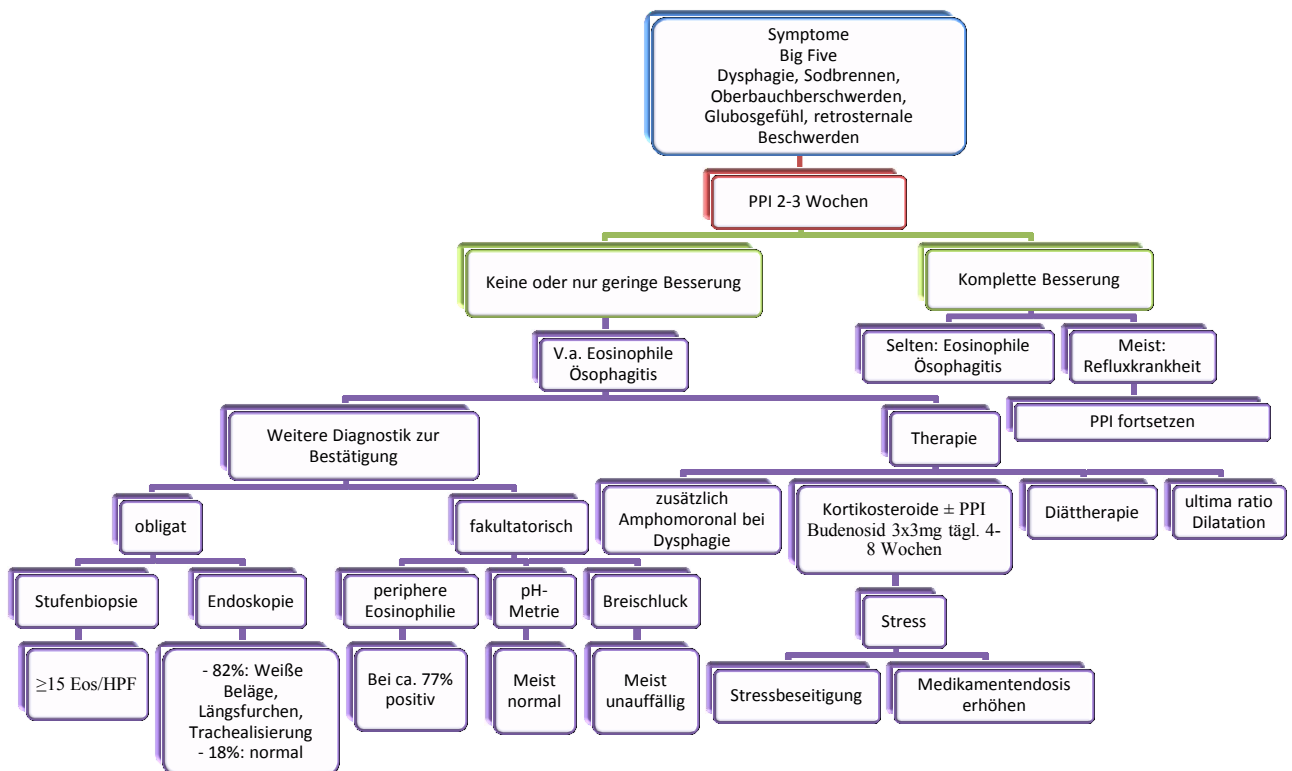 Symptome
Big Five
Dysphagie, Sodbrennen,
Oberbauchberschwerden,
Glubosgefühl, retrosternale
Beschwerden
PPI 2-3 Wochen
Keine oder nur geringe Besserung
Komplette Besserung
V.a. Eosinophile
Ösophagitis
Selten: Eosinophile
Ösophagitis
Meist:
Refluxkrankheit
PPI fortsetzen
Weitere Diagnostik zur
Bestätigung
Therapie
obligat
fakultatorisch
zusätzlich
Amphomoronal bei
Dysphagie
Kortikosteroide ± PPI
Budenosid 3x3mg tägl. 4-
8 Wochen
Diättherapie
ultima ratio
Dilatation
Stufenbiopsie
Endoskopie
periphere
Eosinophilie
pH-
Metrie
Breischluck
Stress
≥15 Eos/HPF
- 82%: Weiße
Beläge,
Längsfurchen,
Trachealisierung
- 18%: normal
Bei ca. 77%
positiv
Meist
normal
Meist
unauffällig
Stressbeseitigung
Medikamentendosis
erhöhen